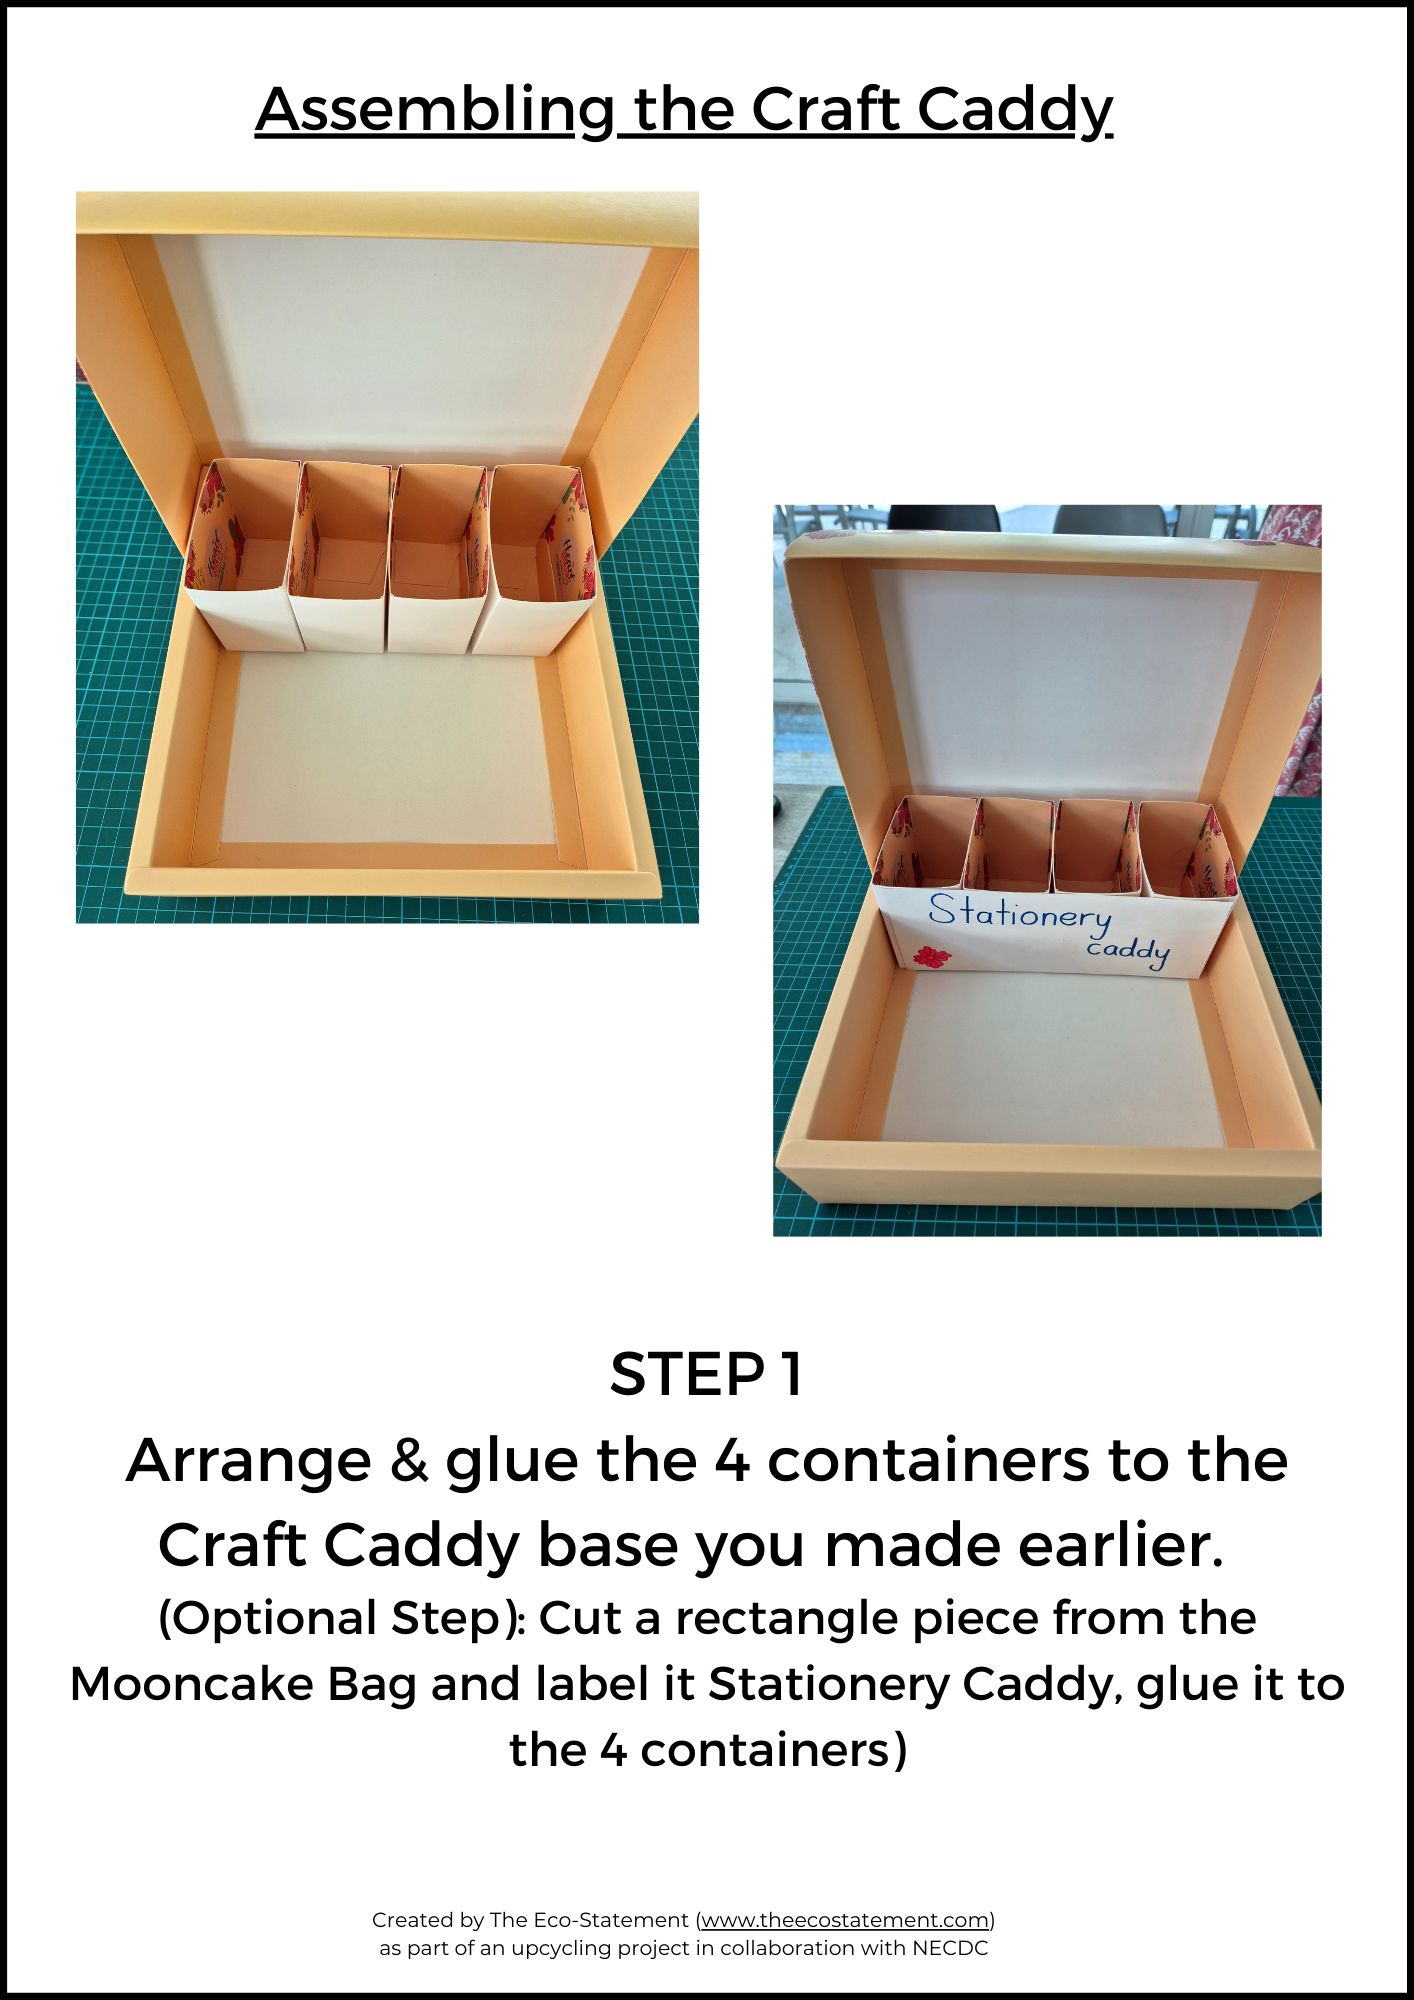 Assembling the Craft Caddy
Stationery
caddy
STEP 1
Arrange & glue the 4 containers to the
Craft Caddy base you made earlier.
(Optional Step): Cut a rectangle piece from the
Mooncake Bag and label it Stationery Caddy, glue it to
the 4 containers)
Created by The Eco-Statement (www.theecostatement.com)
as part of an upcycling project in collaboration with NECDC